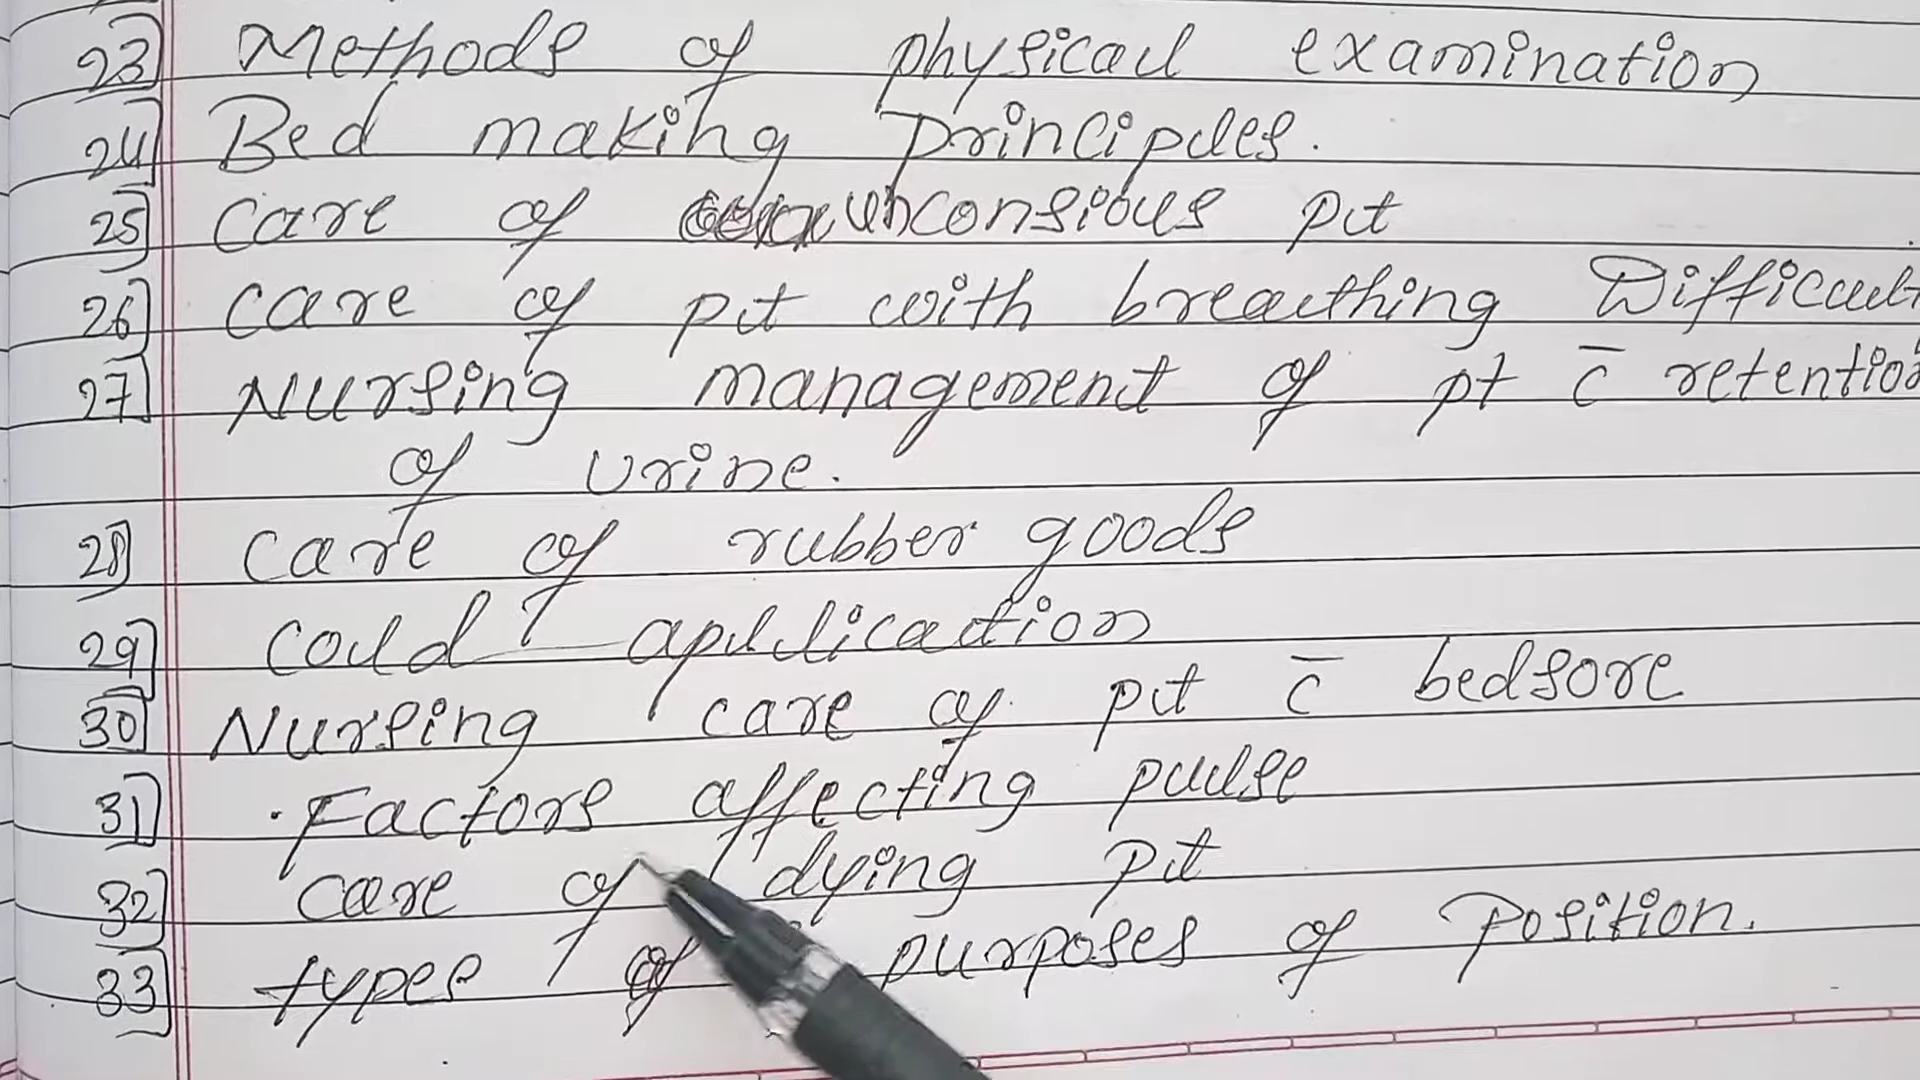 23] Methods of physical examination
24] Bed making Principles.
25] Care of unconsious pt
26] Care of pt with breathing Difficult
27] Nursing management of pt c̄ retention
of urine.
28] Care of rubber goods
29] Cold application
30] Nursing care of pt c̄ bedsore
31] . Factors affecting pulse
32] Care of dying pt
33] types of purposes of Position.